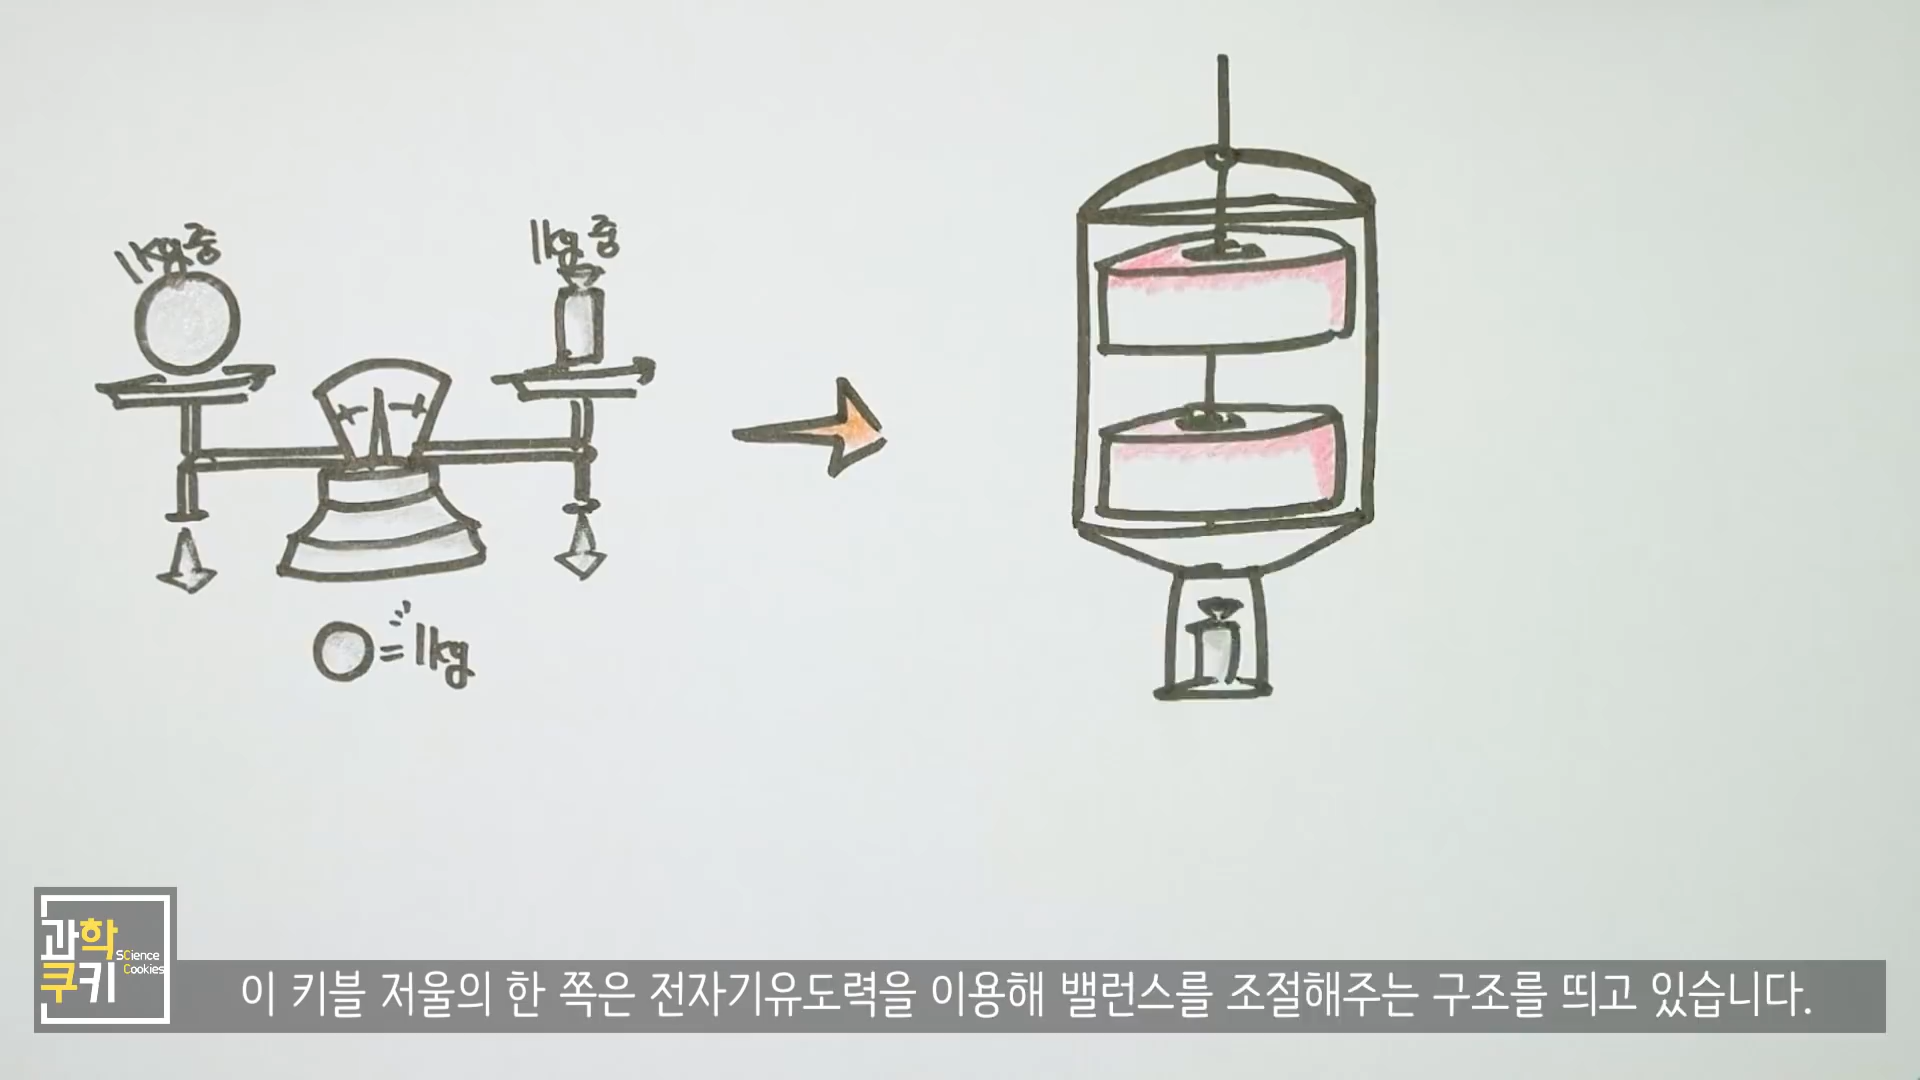 1kg중
1kg중
- +
= 1kg
과학
쿠키
Science
Cookies
이 키블 저울의 한 쪽은 전자기유도력을 이용해 밸런스를 조절해주는 구조를 띄고 있습니다.